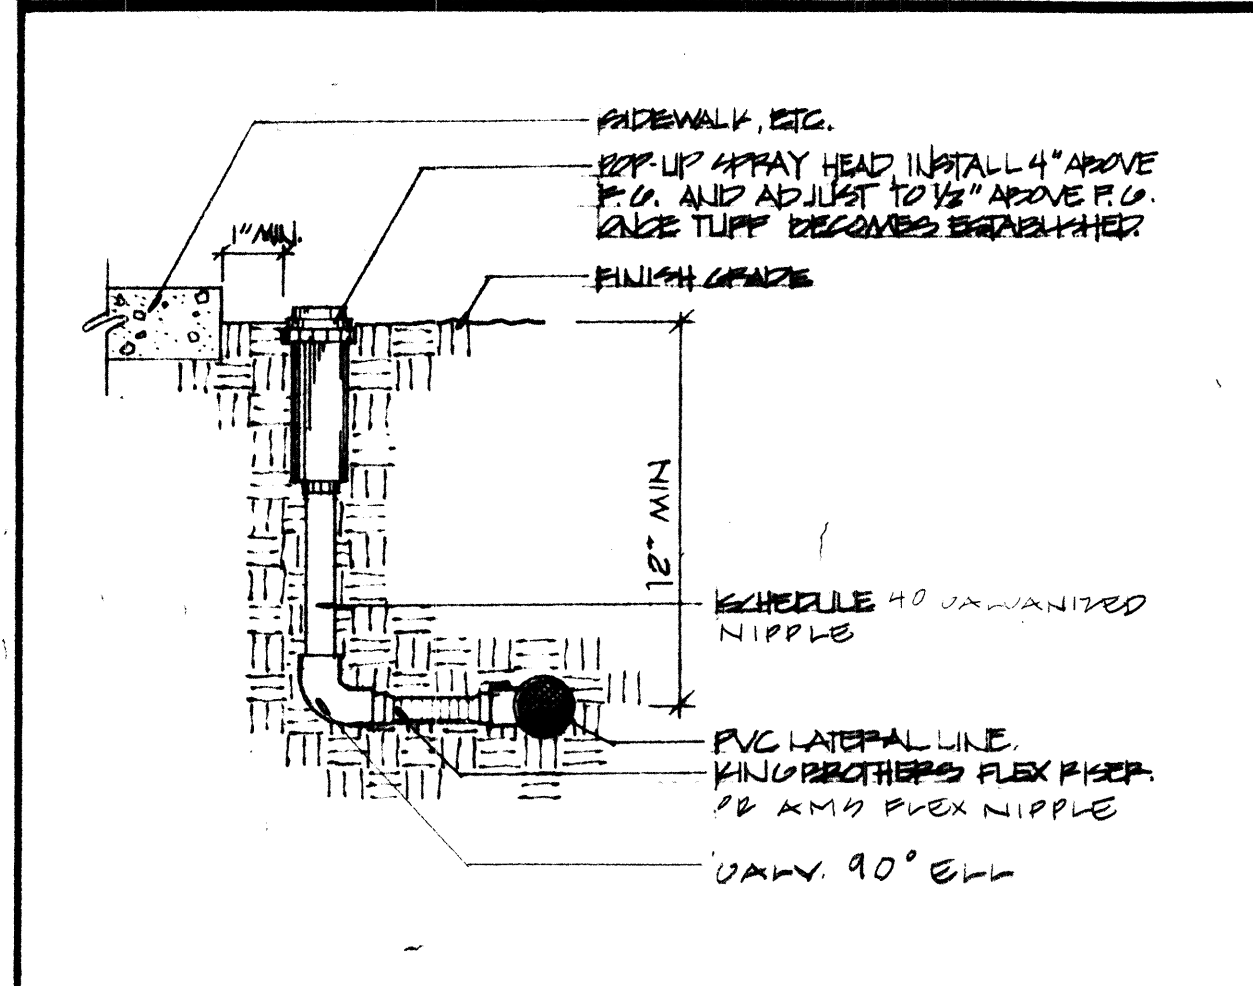 SIDEWALK, ETC.
POP-UP SPRAY HEAD, INSTALL 4" ABOVE
F.G. AND ADJUST TO 1/2" ABOVE F.G.
ONCE TUFF BECOMES ESTABLISHED.
1" MIN.
FINISH GRADE
12" MIN
SCHEDULE 40 GALVANIZED
NIPPLE
PVC LATERAL LINE.
KING BROTHERS FLEX RISER.
OR AMS FLEX NIPPLE
GALV. 90° ELL